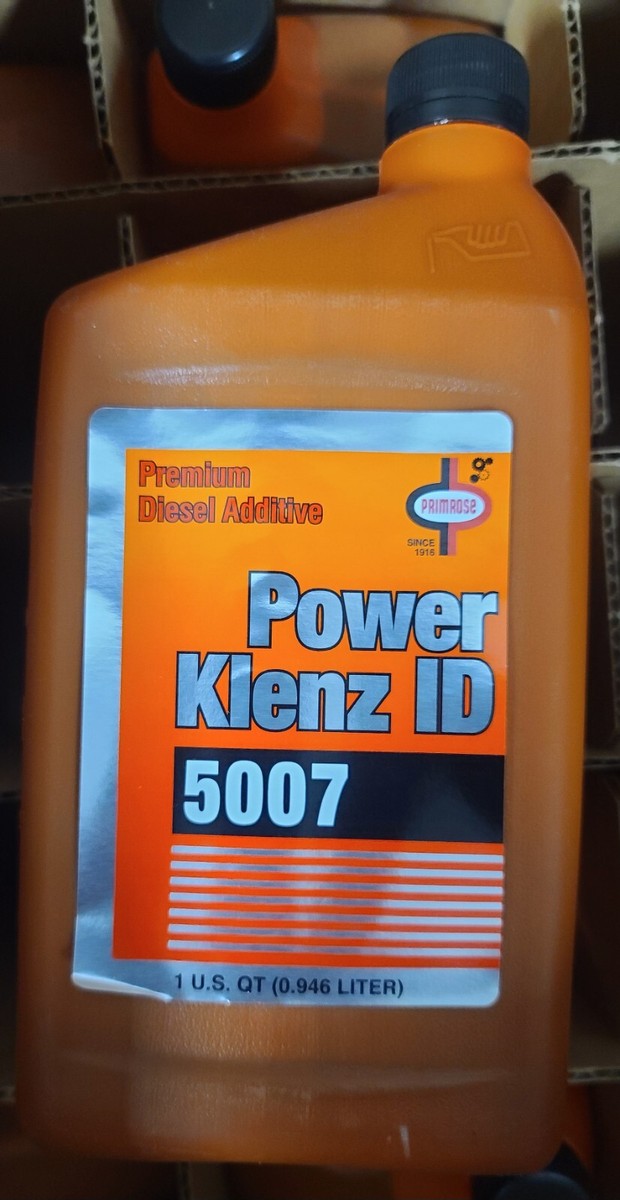 Premium
Diesel Additive
PRIMROSE
SINCE
1916
Power
Klenz ID
5007
1 U.S. QT (0.946 LITER)